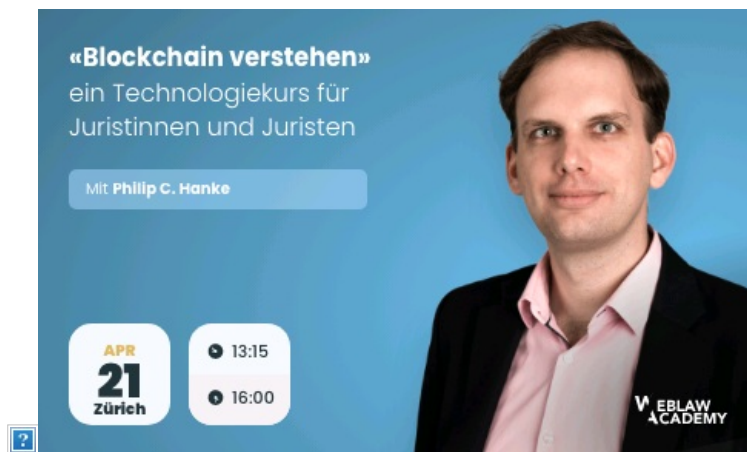 «Blockchain verstehen»
ein Technologiekurs für
Juristinnen und Juristen
Mit Philip C. Hanke
APR
21
Zürich
13:15
16:00
WEBLAW
ACADEMY
?